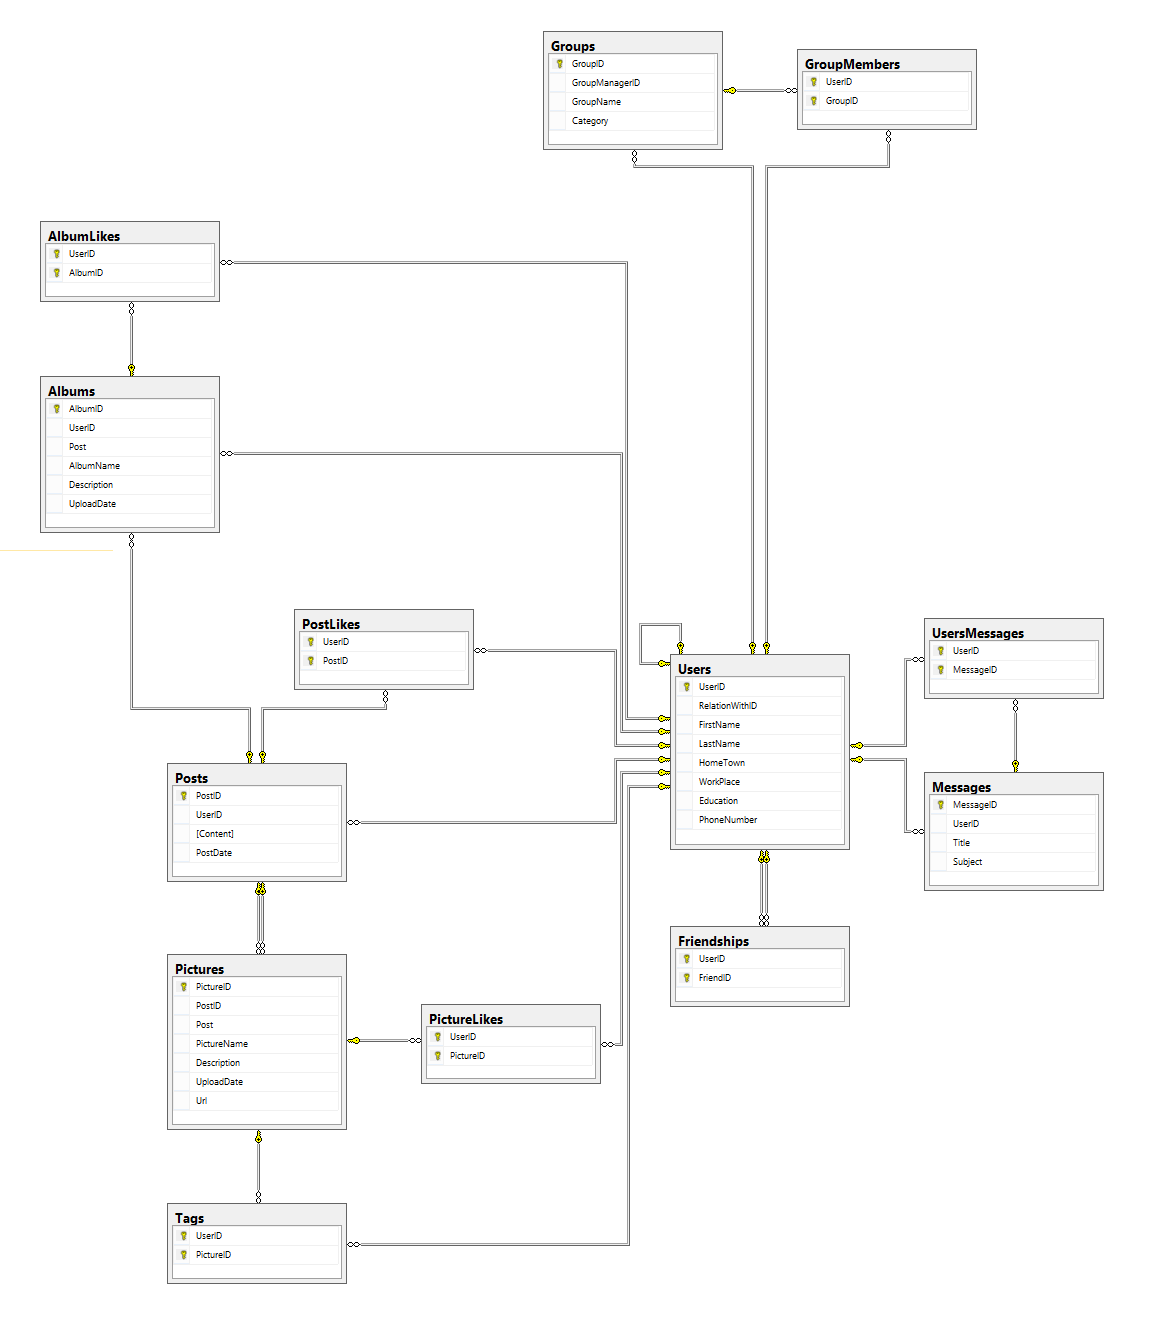 Groups
GroupID
GroupManagerID
GroupName
Category
GroupMembers
UserID
GroupID
AlbumLikes
UserID
AlbumID
Albums
AlbumID
UserID
Post
AlbumName
Description
UploadDate
PostLikes
UserID
PostID
Users
UserID
RelationWithID
FirstName
LastName
HomeTown
WorkPlace
Education
PhoneNumber
UsersMessages
UserID
MessageID
Messages
MessageID
UserID
Title
Subject
Posts
PostID
UserID
[Content]
PostDate
Friendships
UserID
FriendID
Pictures
PictureID
PostID
Post
PictureName
Description
UploadDate
Url
PictureLikes
UserID
PictureID
Tags
UserID
PictureID